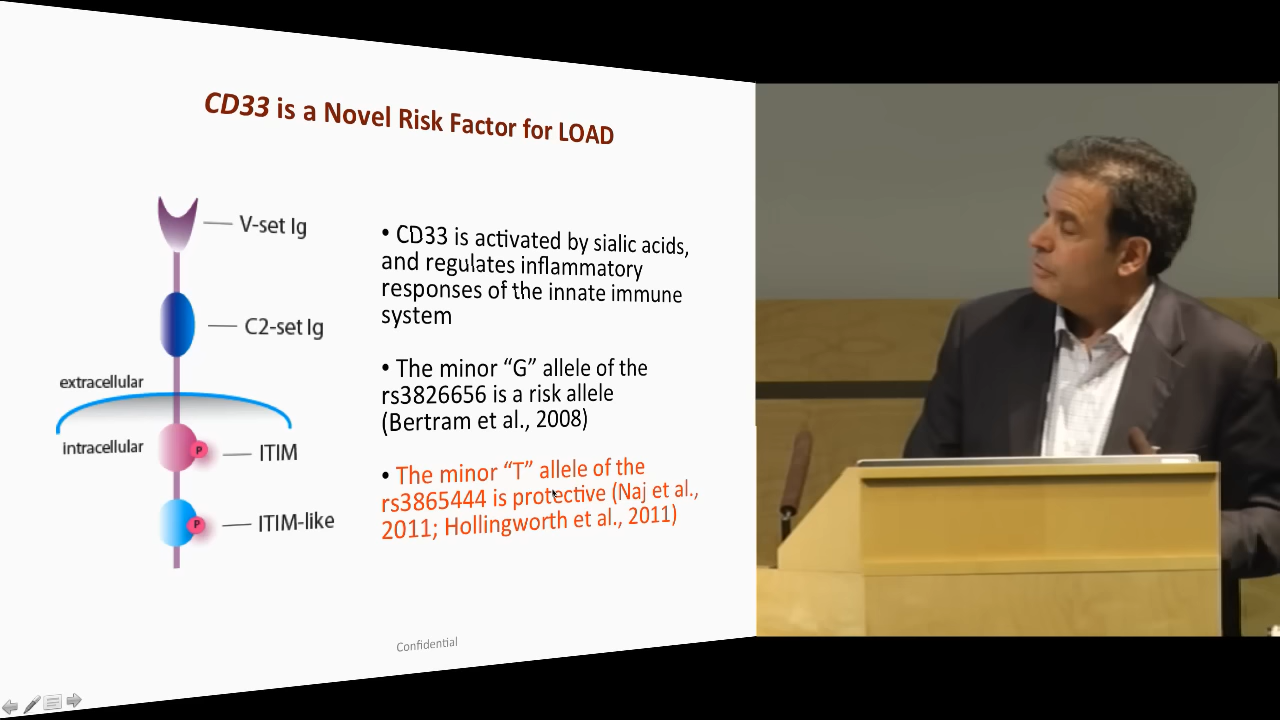 CD33 is a Novel Risk Factor for LOAD
V-set Ig
C2-set Ig
extracellular
intracellular
P
ITIM
P
ITIM-like
• CD33 is activated by sialic acids,
and regulates inflammatory
responses of the innate immune
system
• The minor “G” allele of the
rs3826656 is a risk allele
(Bertram et al., 2008)
• The minor “T” allele of the
rs3865444 is protective (Naj et al.,
2011; Hollingworth et al., 2011)
Confidential